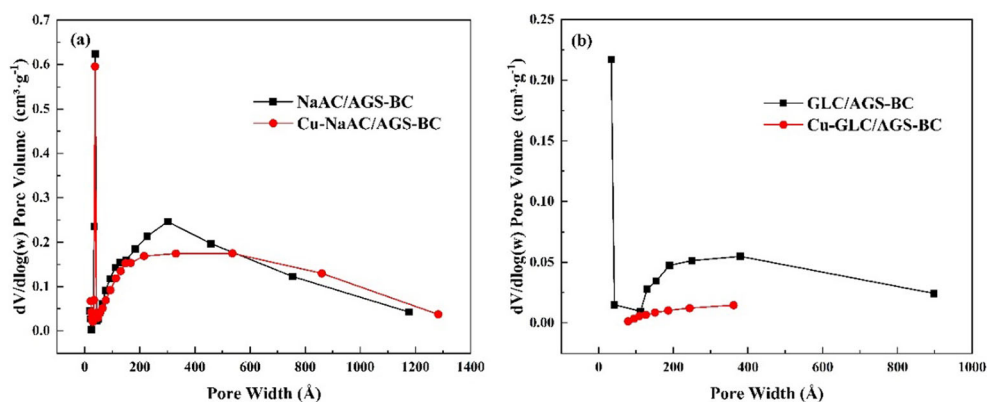 (a)
NaAC/AGS-BC
Cu-NaAC/AGS-BC
dV/dlog(w) Pore Volume (cm³·g⁻¹)
0.7
0.6
0.5
0.4
0.3
0.2
0.1
0.0
0 200 400 600 800 1000 1200 1400
Pore Width (Å)
(b)
GLC/AGS-BC
Cu-GLC/AGS-BC
dV/dlog(w) Pore Volume (cm³·g⁻¹)
0.25
0.20
0.15
0.10
0.05
0.00
0 200 400 600 800 1000
Pore Width (Å)